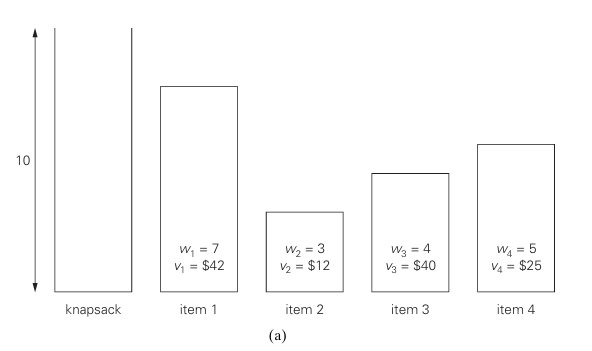 10
w₁ = 7
v₁ = $42
w₂ = 3
v₂ = $12
w₃ = 4
v₃ = $40
w₄ = 5
v₄ = $25
knapsack
item 1
item 2
item 3
item 4
(a)